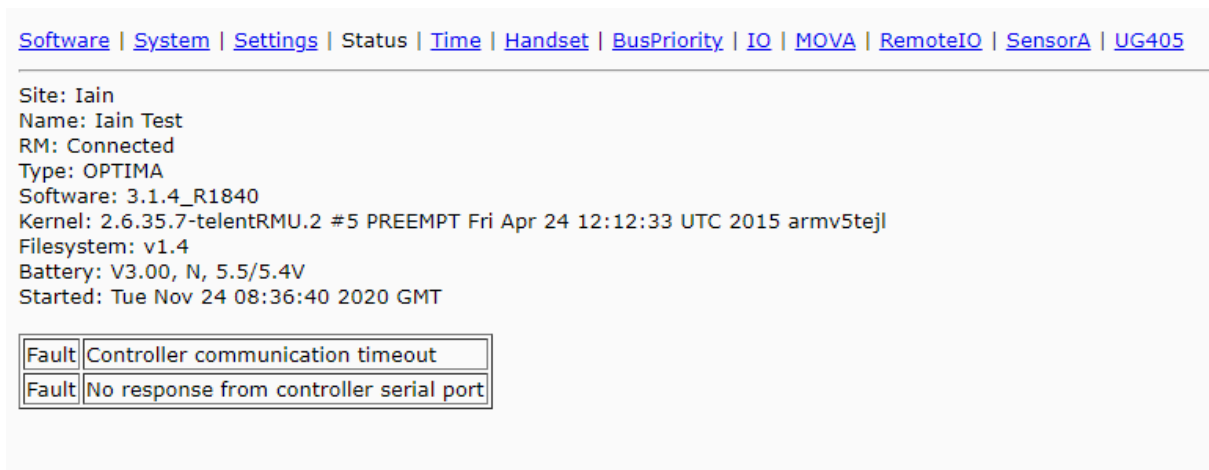 Software | System | Settings | Status | Time | Handset | BusPriority | IO | MOVA | RemoteIO | SensorA | UG405
Site: Iain
Name: Iain Test
RM: Connected
Type: OPTIMA
Software: 3.1.4_R1840
Kernel: 2.6.35.7-telentRMU.2 #5 PREEMPT Fri Apr 24 12:12:33 UTC 2015 armv5tejl
Filesystem: v1.4
Battery: V3.00, N, 5.5/5.4V
Started: Tue Nov 24 08:36:40 2020 GMT
Fault Controller communication timeout
Fault No response from controller serial port